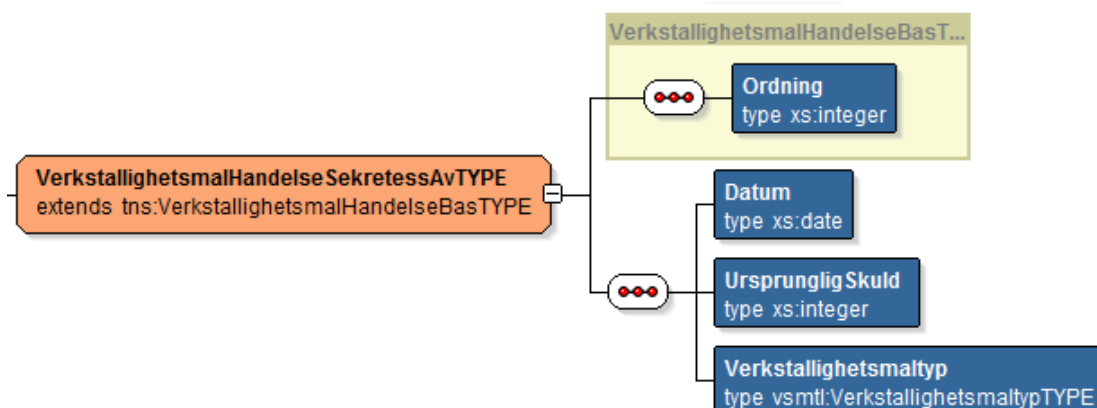 VerkstallighetsmalHandelseBasT...
Ordning
type xs:integer
VerkstallighetsmalHandelseSekretessAvTYPE
extends tns:VerkstallighetsmalHandelseBasTYPE
Datum
type xs:date
UrsprungligSkuld
type xs:integer
Verkstallighetsmaltyp
type vsmtl:VerkstallighetsmaltypTYPE